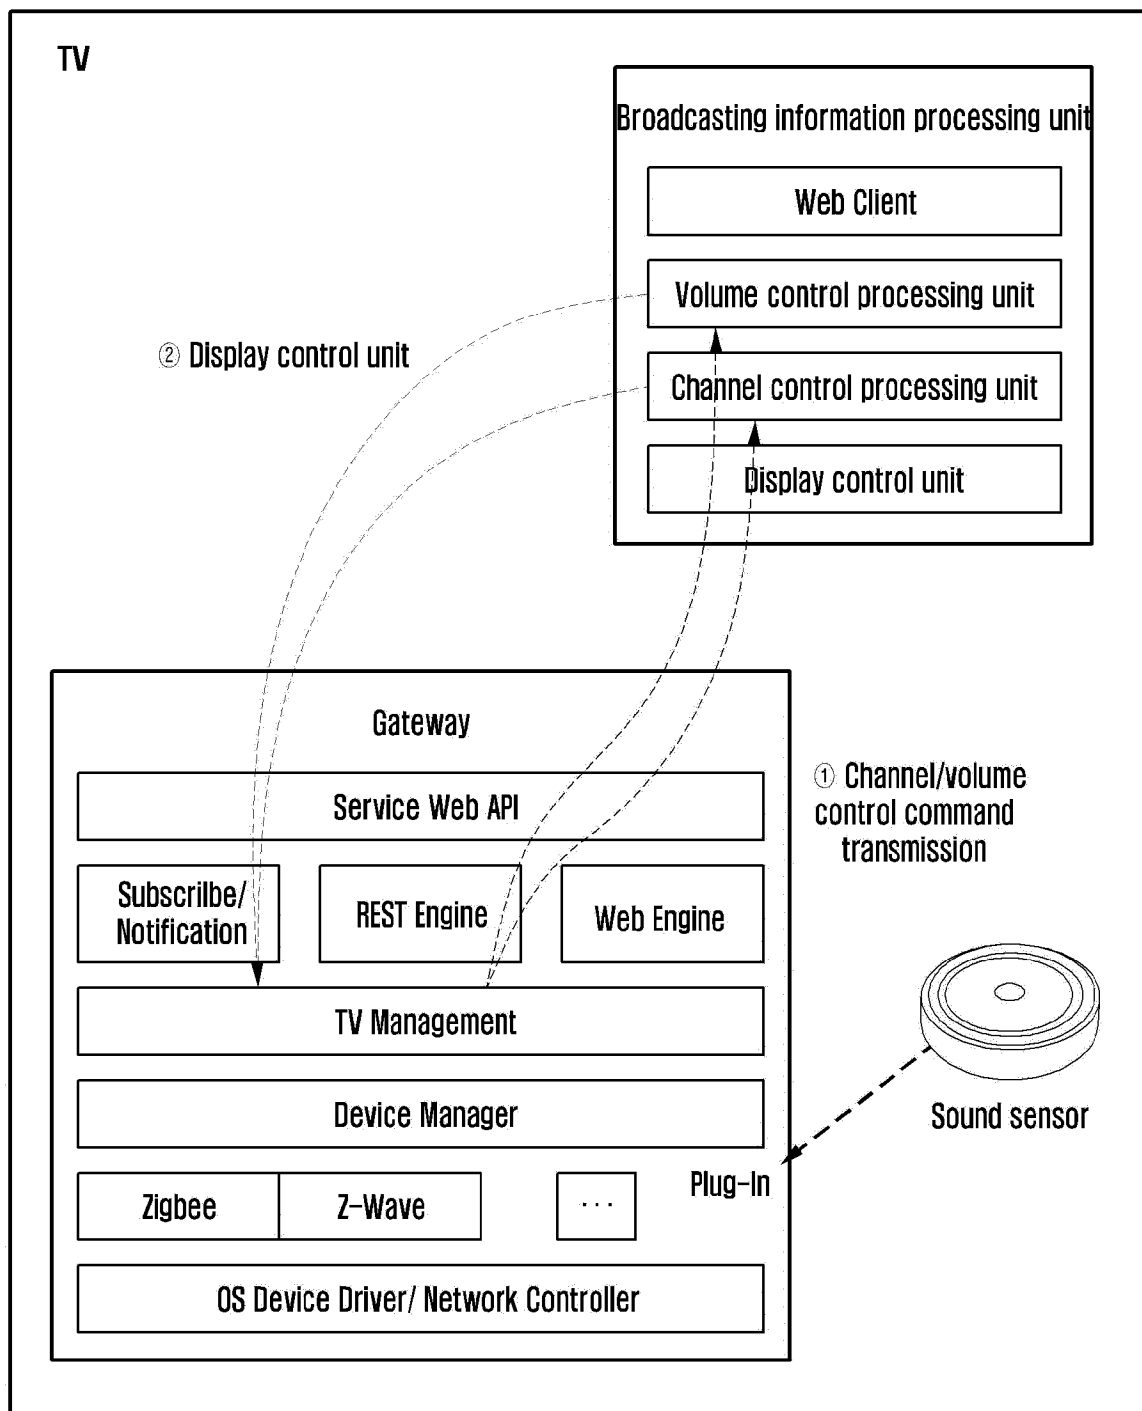 TV
Broadcasting information processing unit
Web Client
Volume control processing unit
② Display control unit
Channel control processing unit
Display control unit
Gateway
Service Web API
① Channel/volume
control command
transmission
Subscrilbe/
Notification
REST Engine
Web Engine
TV Management
Device Manager
Sound sensor
Plug-In
Zigbee
Z-Wave
...
OS Device Driver/ Network Controller